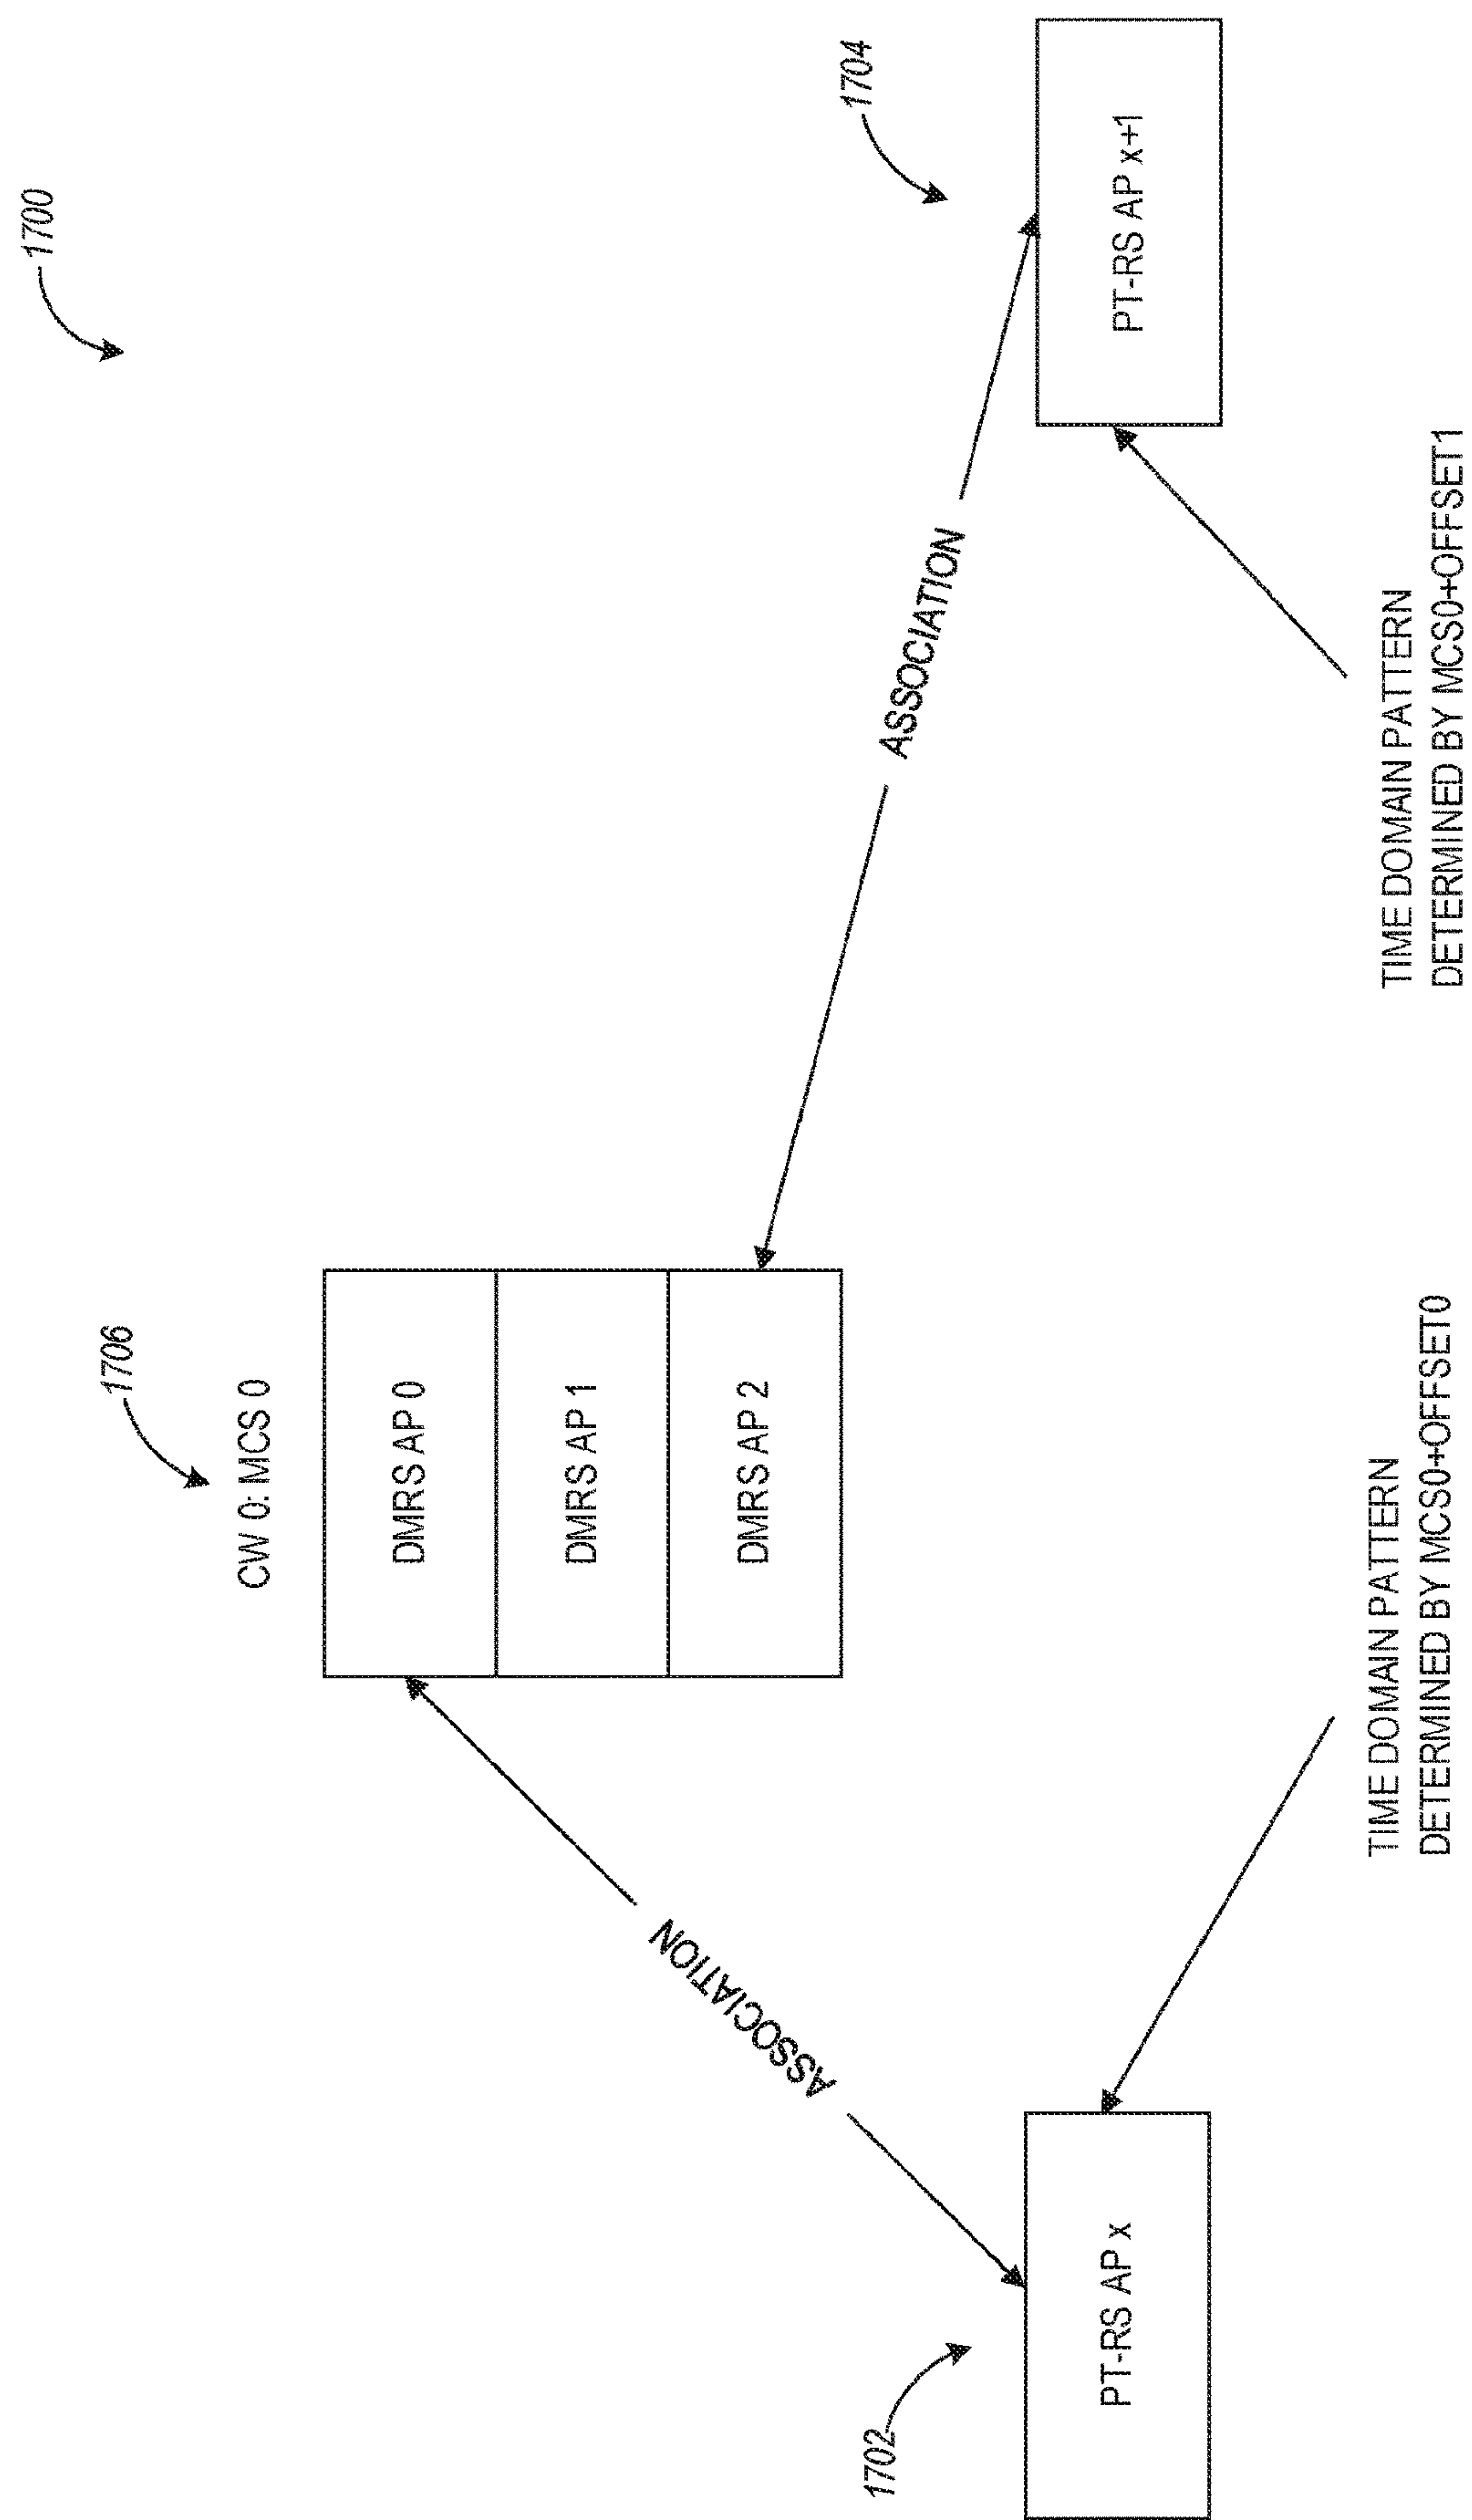 1700
1706
CW 0: MCS 0
DMRS AP 0
DMRS AP 1
DMRS AP 2
ASSOCIATION
ASSOCIATION
1702
PT-RS AP x
1704
PT-RS AP x+1
TIME DOMAIN PATTERN
DETERMINED BY MCS0+OFFSET0
TIME DOMAIN PATTERN
DETERMINED BY MCS0+OFFSET1